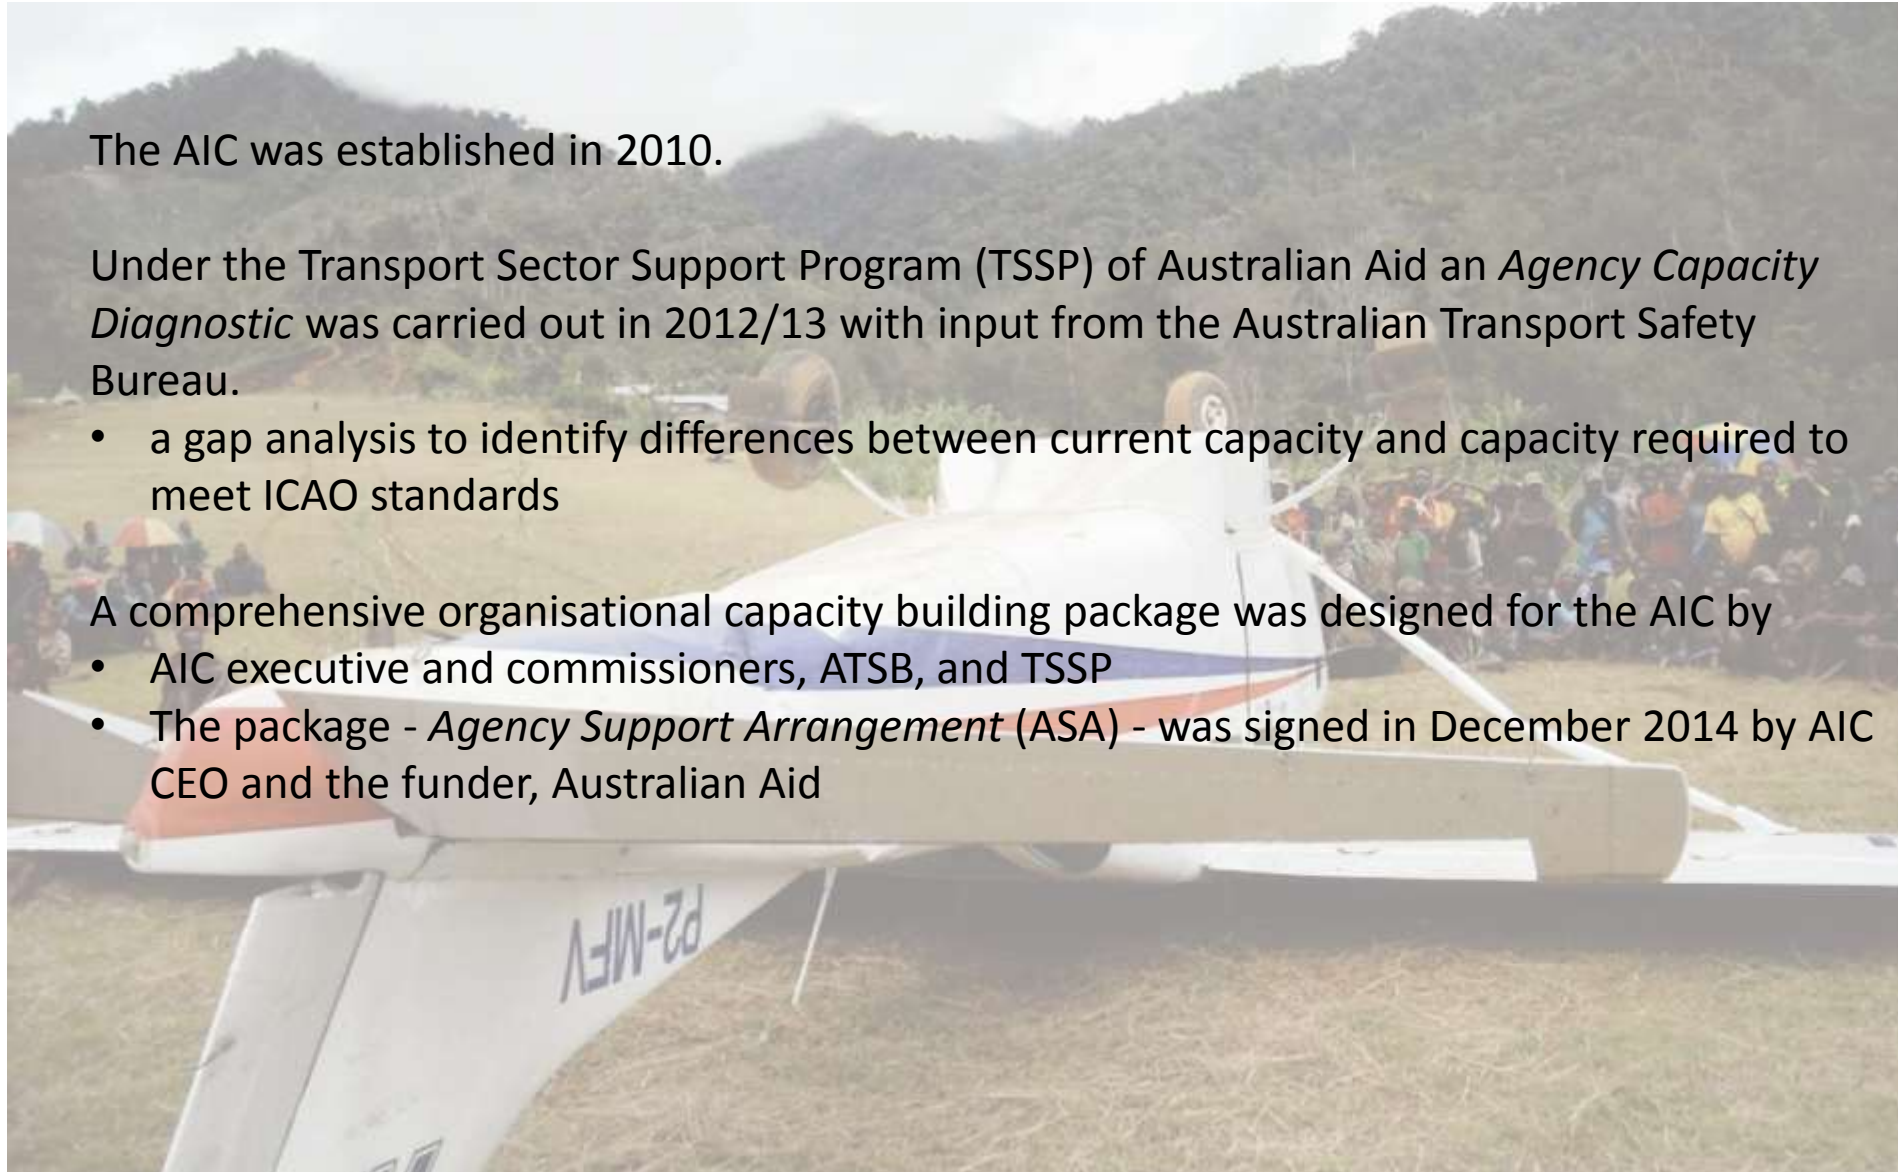 The AIC was established in 2010.
Under the Transport Sector Support Program (TSSP) of Australian Aid an Agency Capacity
Diagnostic was carried out in 2012/13 with input from the Australian Transport Safety
Bureau.
• a gap analysis to identify differences between current capacity and capacity required to
meet ICAO standards
A comprehensive organisational capacity building package was designed for the AIC by
• AIC executive and commissioners, ATSB, and TSSP
• The package - Agency Support Arrangement (ASA) - was signed in December 2014 by AIC
CEO and the funder, Australian Aid
P2-MFV